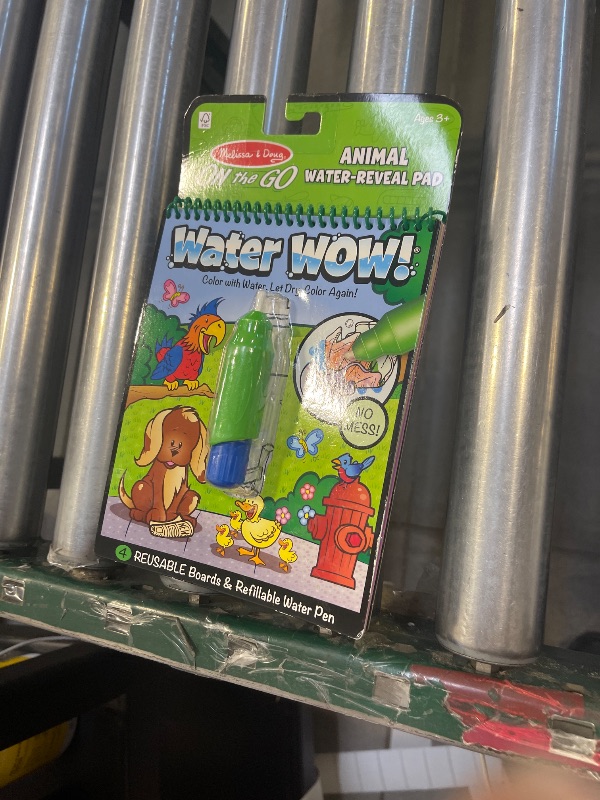 FSC
Ages 3+
Melissa & Doug
ON the GO
ANIMAL
WATER-REVEAL PAD
Water WOW!
Color with Water, Let Dry, Color Again!
NO
MESS!
4 REUSABLE Boards & Refillable Water Pen